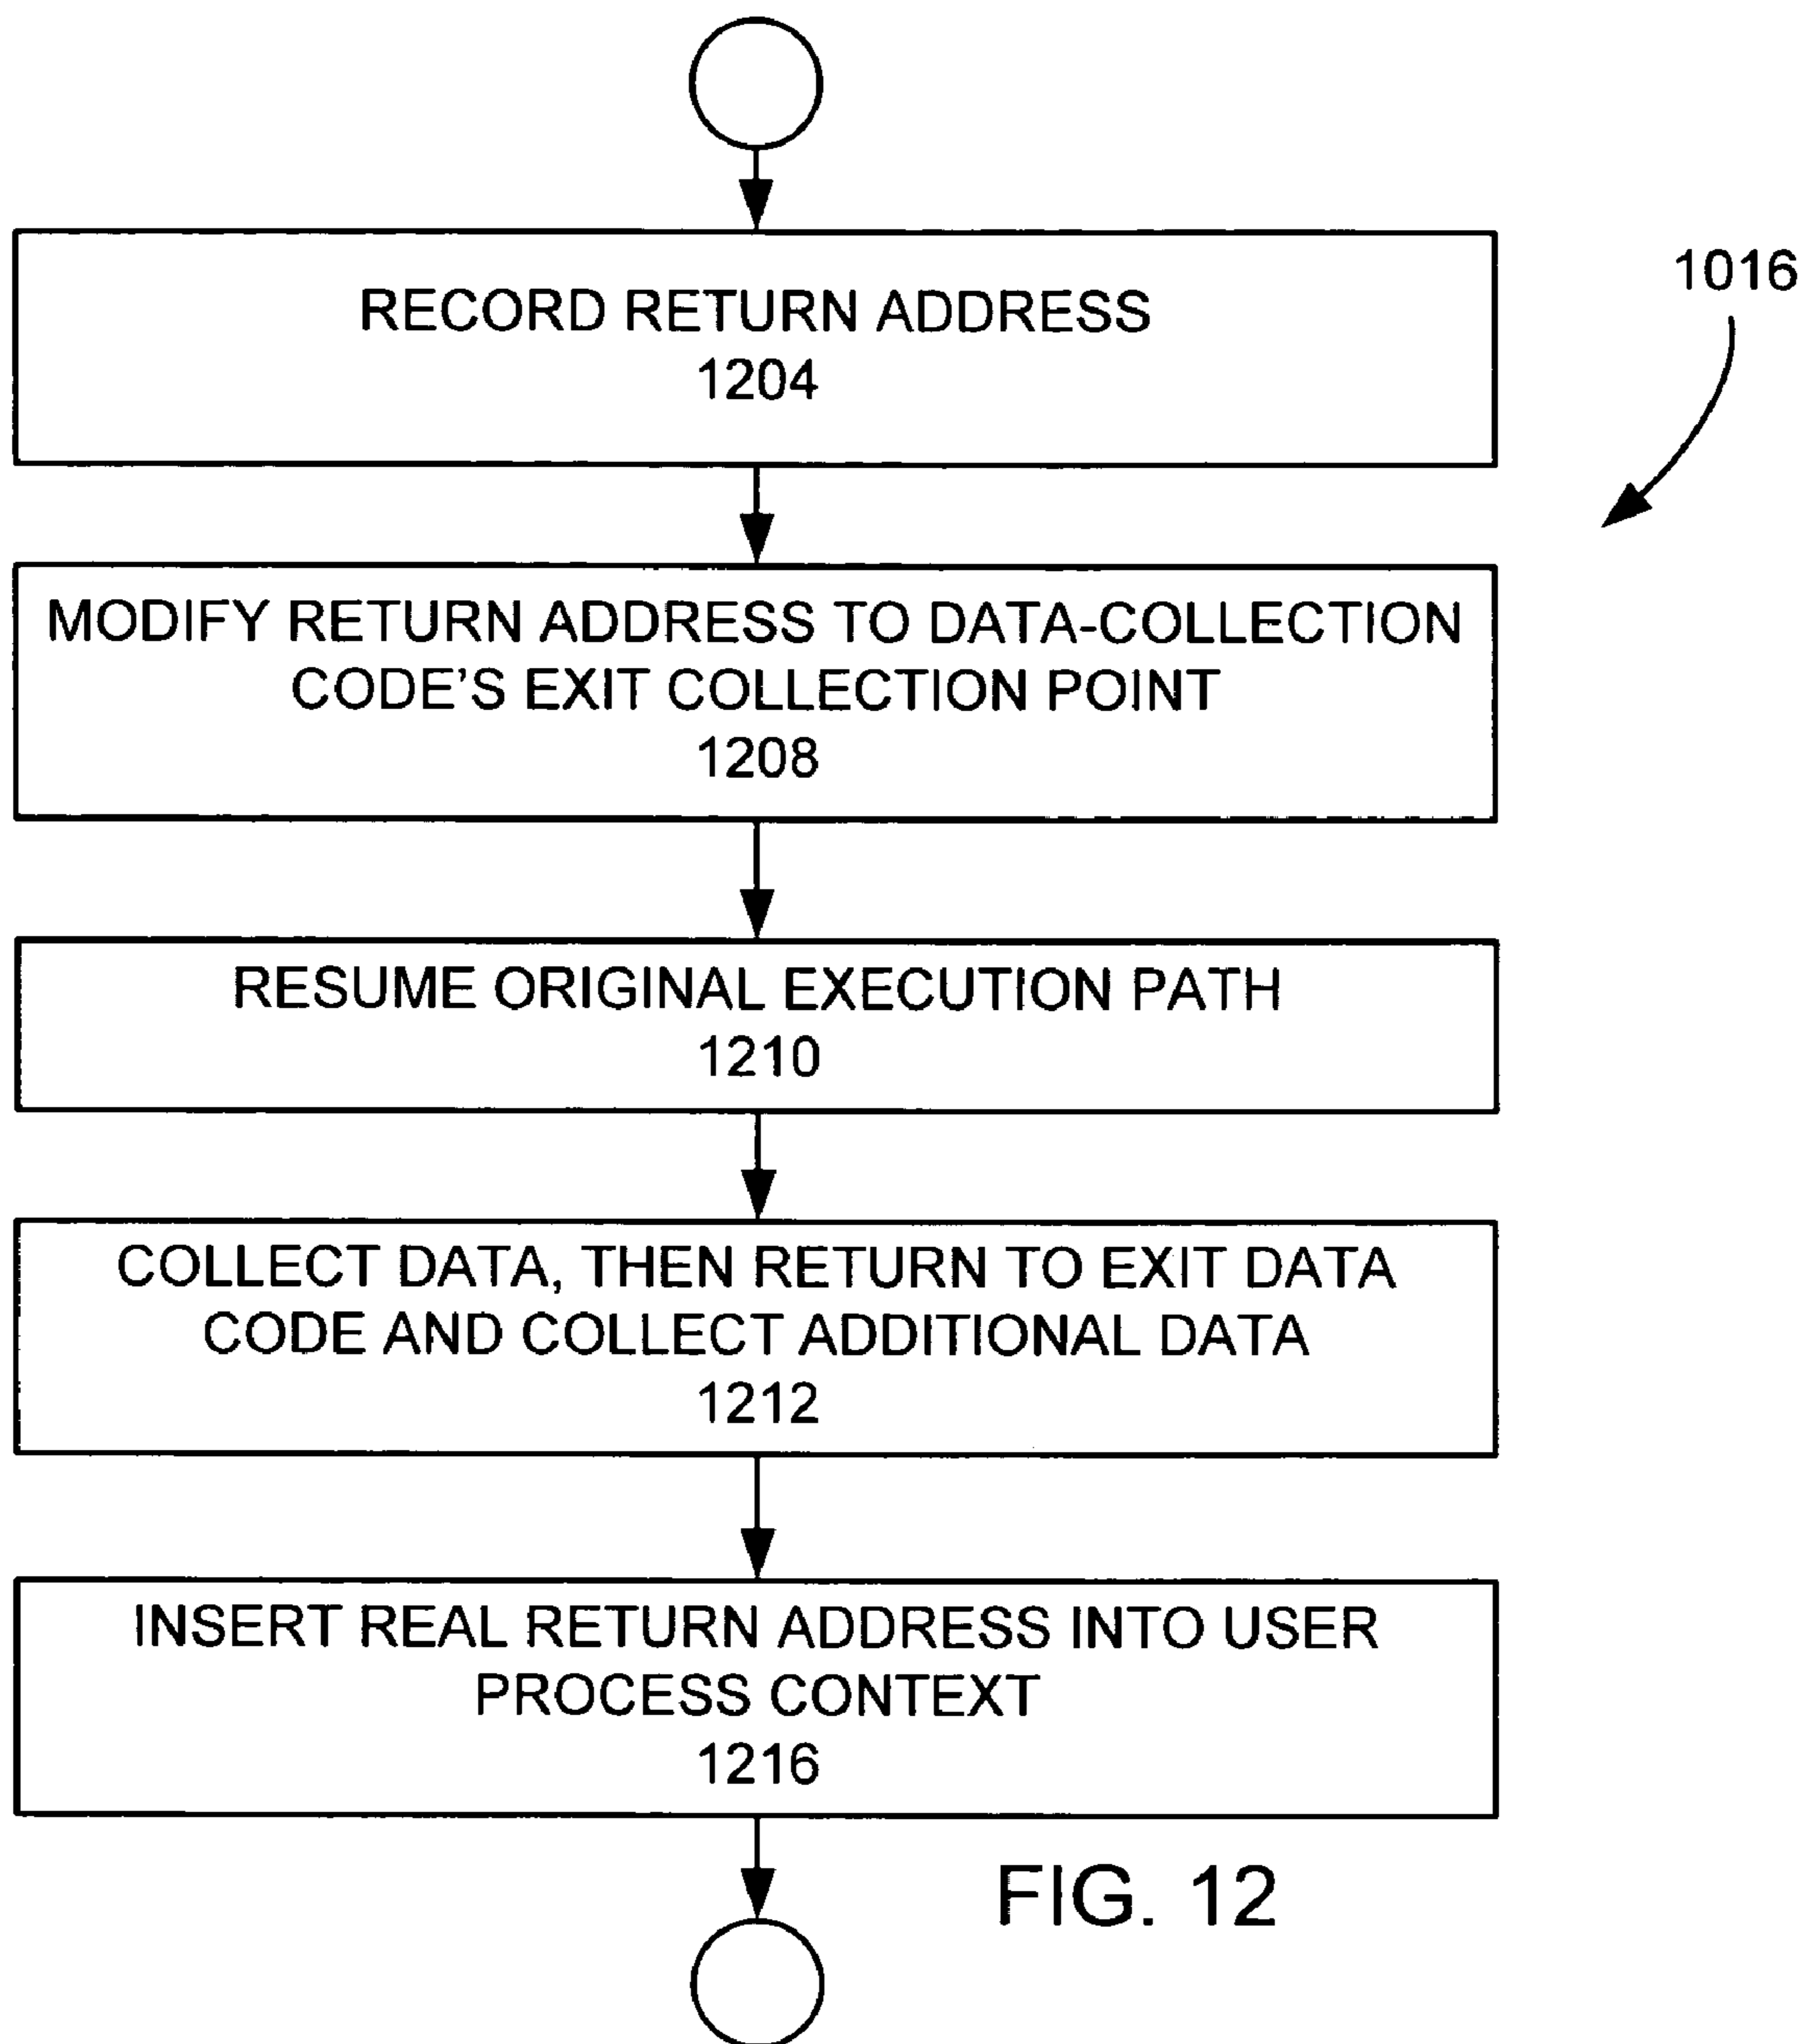 RECORD RETURN ADDRESS
1204
1016
MODIFY RETURN ADDRESS TO DATA-COLLECTION
CODE'S EXIT COLLECTION POINT
1208
RESUME ORIGINAL EXECUTION PATH
1210
COLLECT DATA, THEN RETURN TO EXIT DATA
CODE AND COLLECT ADDITIONAL DATA
1212
INSERT REAL RETURN ADDRESS INTO USER
PROCESS CONTEXT
1216
FIG. 12